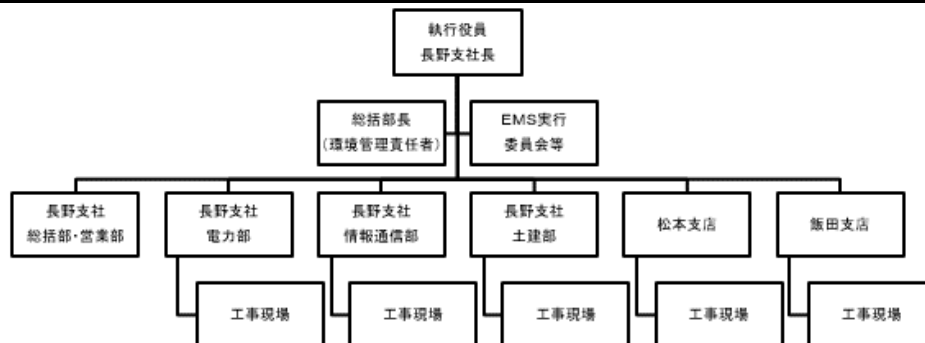 執行役員
長野支社長
総括部長
(環境管理責任者)
EMS実行
委員会等
長野支社
総括部・営業部
長野支社
電力部
長野支社
情報通信部
長野支社
土建部
松本支店
飯田支店
工事現場
工事現場
工事現場
工事現場
工事現場